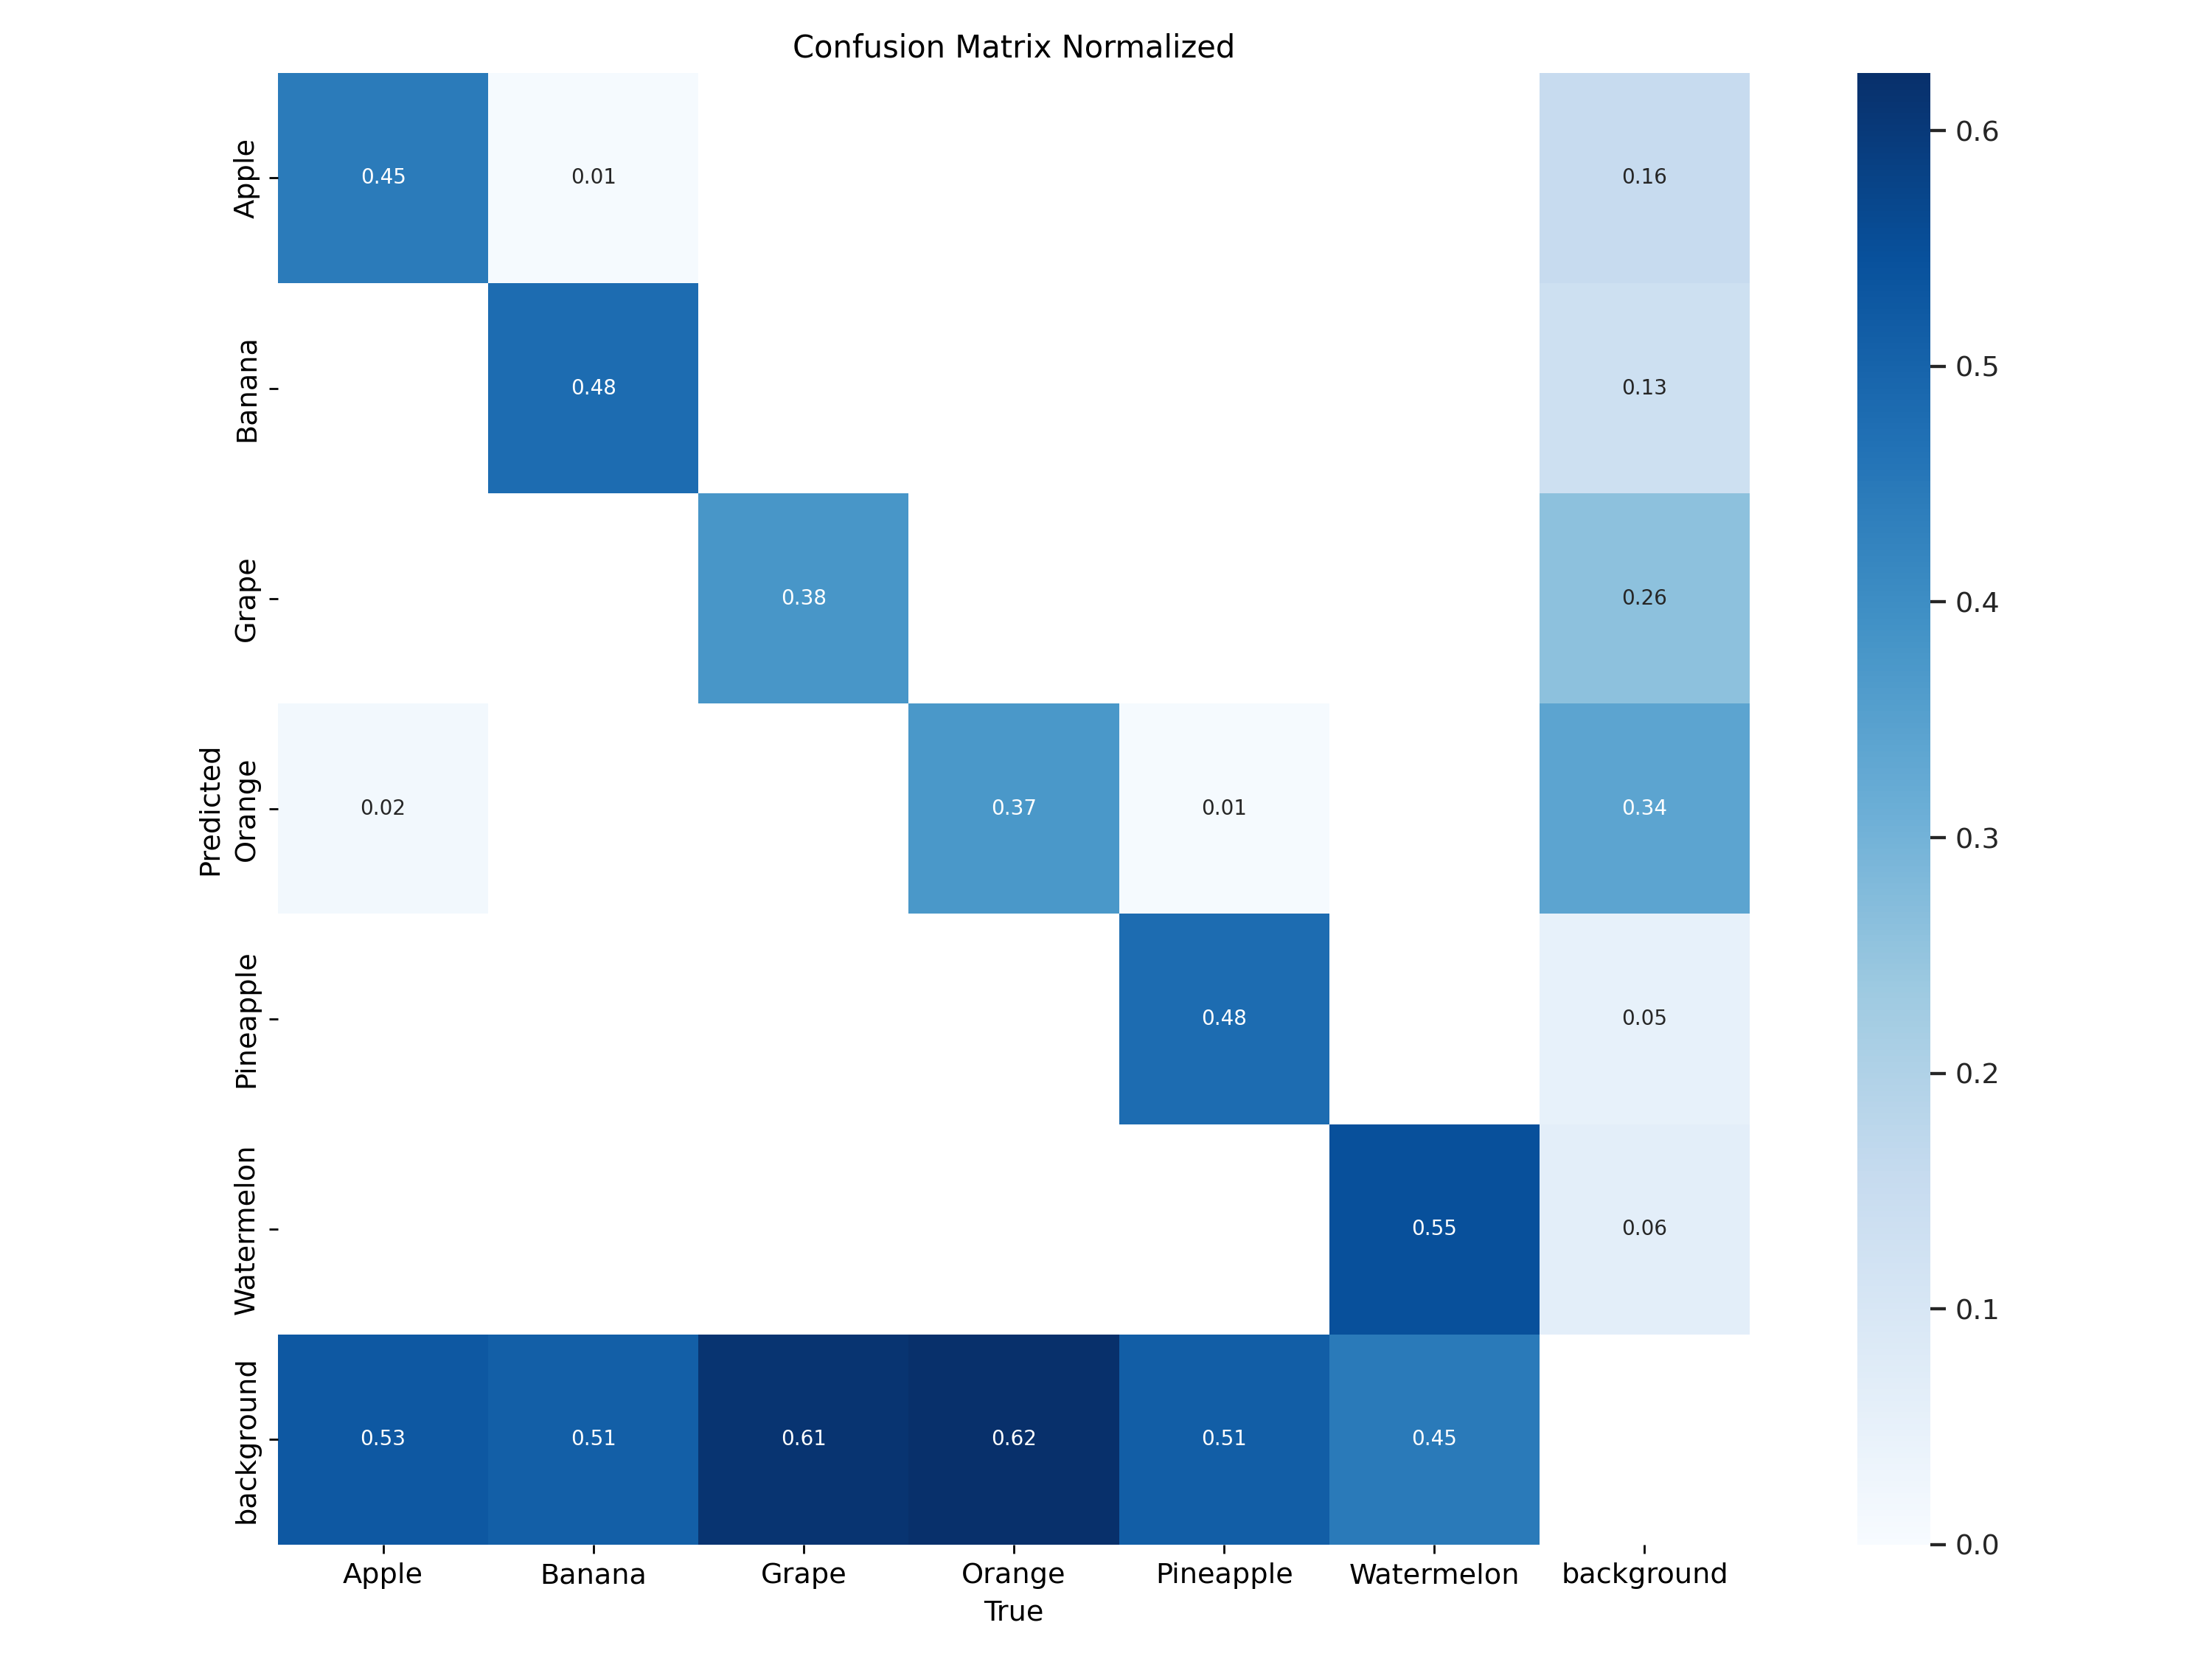 Confusion Matrix Normalized
Apple
0.45
0.01
0.16
0.6
Banana
0.48
0.13
0.5
Grape
0.38
0.26
0.4
Predicted
Orange
0.02
0.37
0.01
0.34
0.3
Pineapple
0.48
0.05
0.2
Watermelon
0.55
0.06
0.1
background
0.53
0.51
0.61
0.62
0.51
0.45
0.0
Apple
Banana
Grape
Orange
Pineapple
Watermelon
background
True